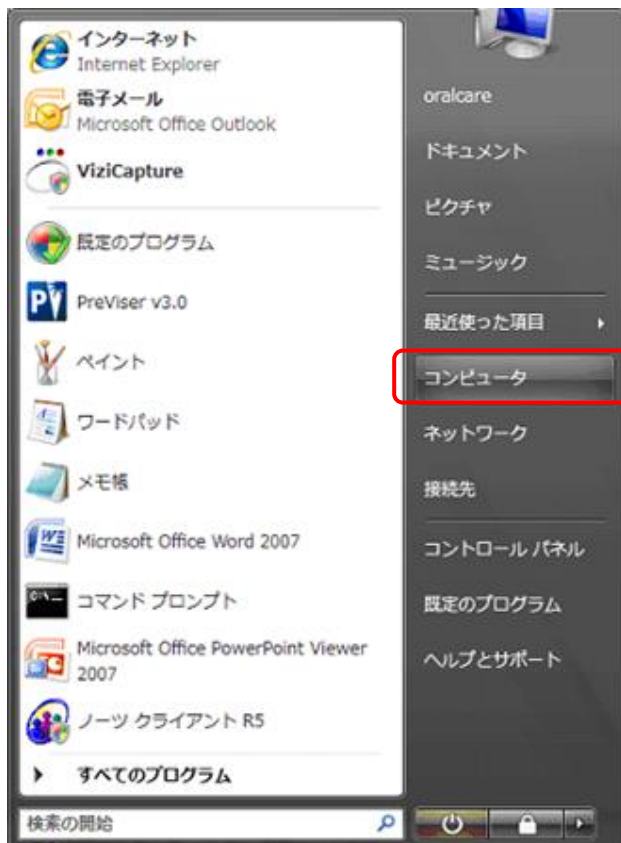 インターネット
Internet Explorer
電子メール
Microsoft Office Outlook
ViziCapture
既定のプログラム
PreViser v3.0
ペイント
ワードパッド
メモ帳
Microsoft Office Word 2007
コマンド プロンプト
Microsoft Office PowerPoint Viewer
2007
ノーツ クライアント R5
すべてのプログラム
検索の開始
oralcare
ドキュメント
ピクチャ
ミュージック
最近使った項目
コンピュータ
ネットワーク
接続先
コントロール パネル
既定のプログラム
ヘルプとサポート